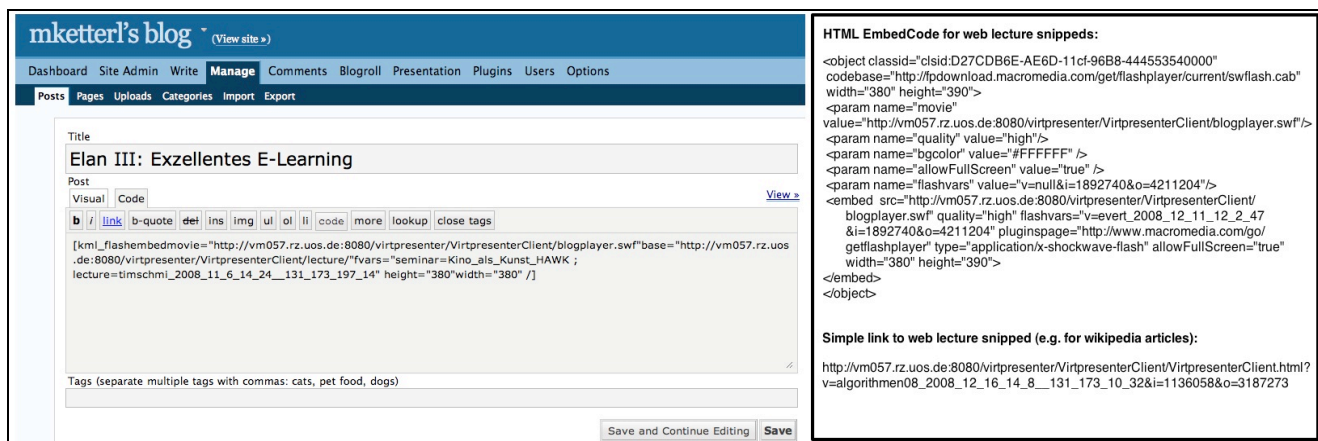 mketterl's blog (View site »)
Dashboard Site Admin Write Manage Comments Blogroll Presentation Plugins Users Options
Posts Pages Uploads Categories Import Export
Title
Elan III: Exzellentes E-Learning
Post
Visual Code
View »
b i link b-quote del ins img ul ol li code more lookup close tags
[kml_flashembedmovie="http://vm057.rz.uos.de:8080/virtpresenter/VirtpresenterClient/blogplayer.swf"base="http://vm057.rz.uos
.de:8080/virtpresenter/VirtpresenterClient/lecture/"fvars="seminar=Kino_als_Kunst_HAWK ;
lecture=timschmi_2008_11_6_14_24__131_173_197_14" height="380"width="380" /]
Tags (separate multiple tags with commas: cats, pet food, dogs)
Save and Continue Editing Save
HTML EmbedCode for web lecture snippeds:
<object classid="clsid:D27CDB6E-AE6D-11cf-96B8-444553540000"
codebase="http://fpdownload.macromedia.com/get/flashplayer/current/swflash.cab"
width="380" height="390">
<param name="movie"
value="http://vm057.rz.uos.de:8080/virtpresenter/VirtpresenterClient/blogplayer.swf"/>
<param name="quality" value="high"/>
<param name="bgcolor" value="#FFFFFF" />
<param name="allowFullScreen" value="true" />
<param name="flashvars" value="v=null&i=1892740&o=4211204"/>
<embed src="http://vm057.rz.uos.de:8080/virtpresenter/VirtpresenterClient/
blogplayer.swf" quality="high" flashvars="v=evert_2008_12_11_12_2_47
&i=1892740&o=4211204" pluginspage="http://www.macromedia.com/go/
getflashplayer" type="application/x-shockwave-flash" allowFullScreen="true"
width="380" height="390">
</embed>
</object>
Simple link to web lecture snipped (e.g. for wikipedia articles):
http://vm057.rz.uos.de:8080/virtpresenter/VirtpresenterClient/VirtpresenterClient.html?
v=algorithmen08_2008_12_16_14_8__131_173_10_32&i=1136058&o=3187273